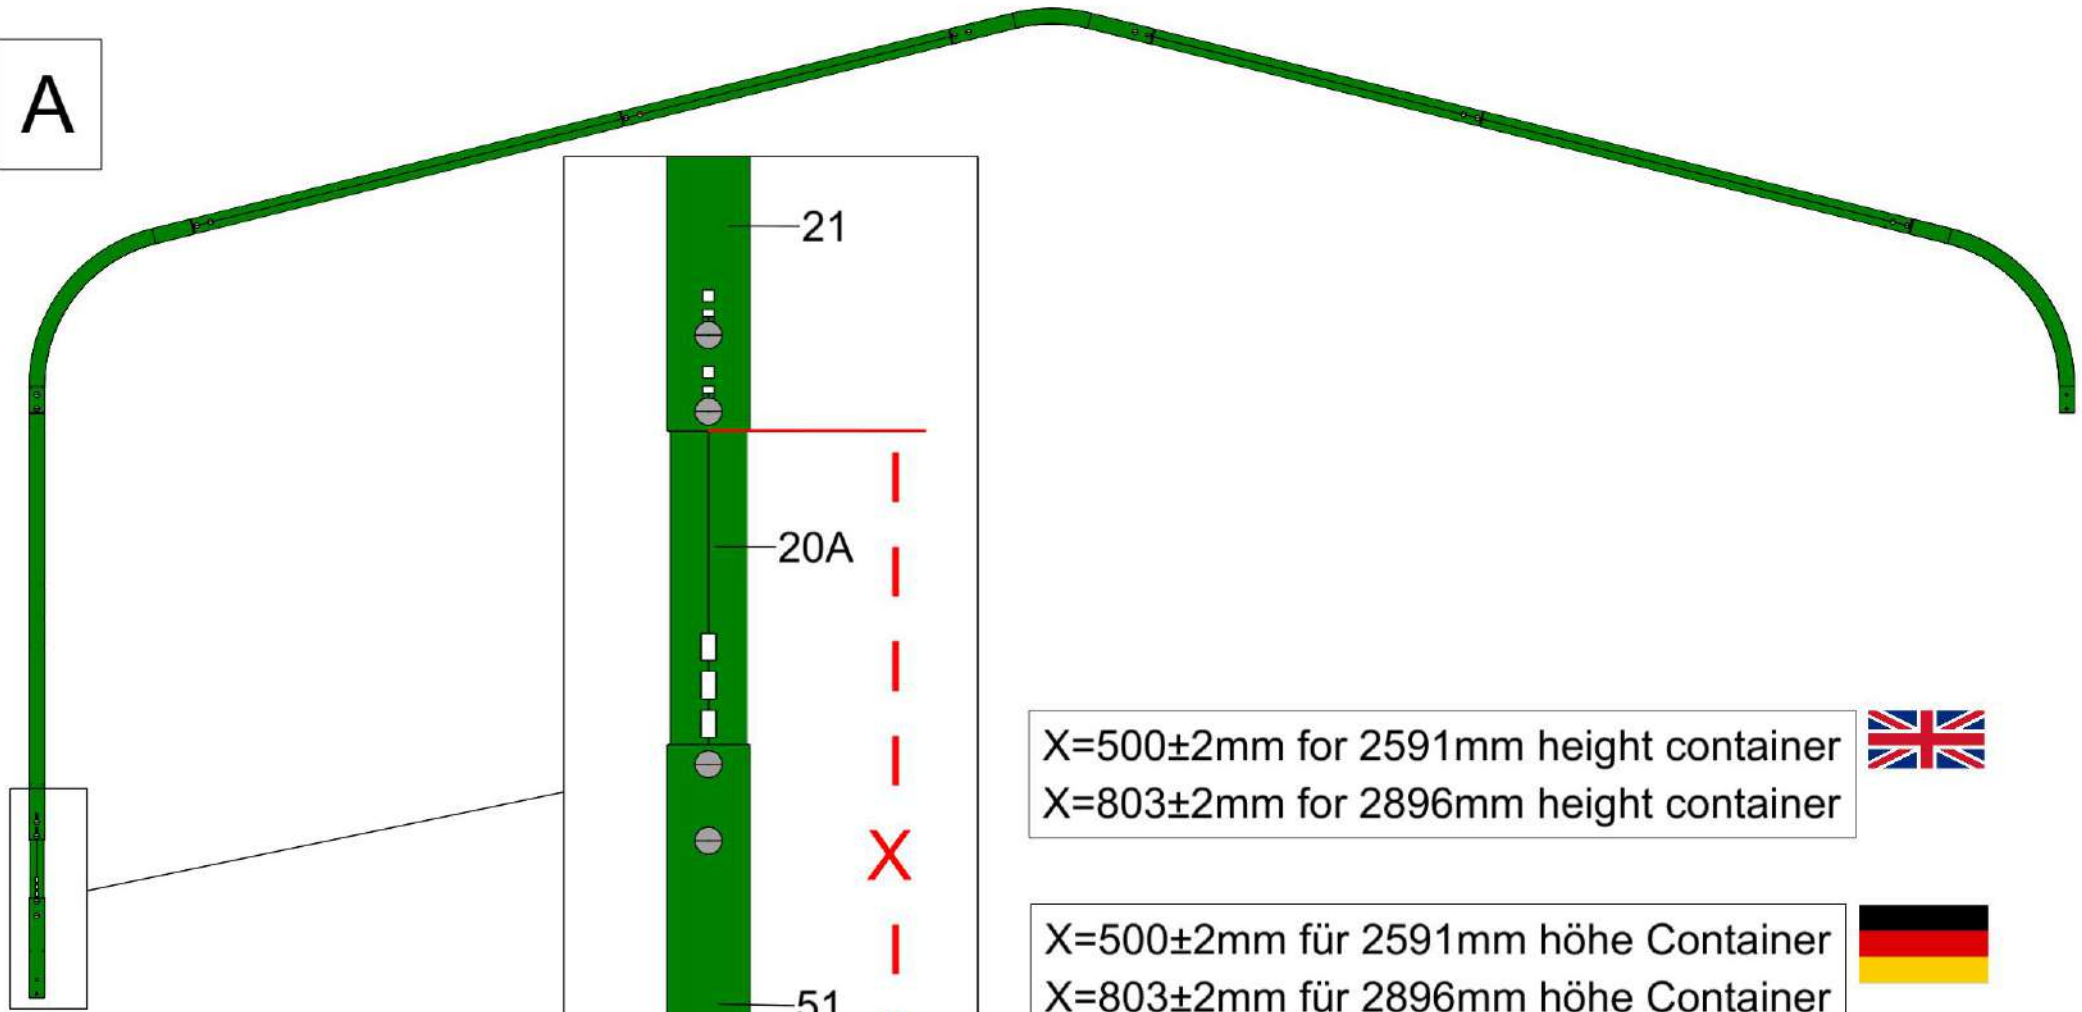 A
21
20A
X
51
X=500±2mm for 2591mm height container
X=803±2mm for 2896mm height container
X=500±2mm für 2591mm höhe Container
X=803±2mm für 2896mm höhe Container